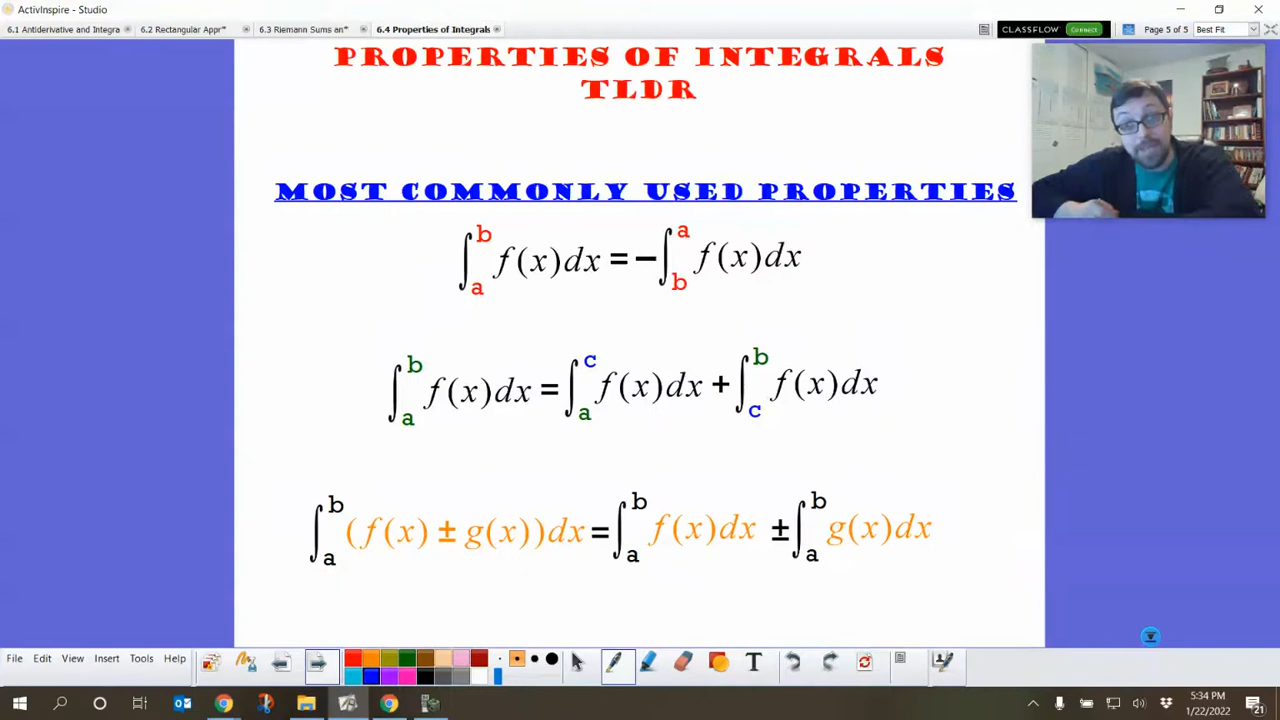 ActivInspire - Studio
6.1 Antiderivative and Integra
6.2 Rectangular Appr*
6.3 Riemann Sums an*
6.4 Properties of Integrals
CLASSFLOW Connect
Page 5 of 5
Best Fit
PROPERTIES OF INTEGRALS
TLDR
MOST COMMONLY USED PROPERTIES
∫_a^b f(x)dx = −∫_b^a f(x)dx
∫_a^b f(x)dx = ∫_a^c f(x)dx + ∫_c^b f(x)dx
∫_a^b (f(x) ± g(x))dx = ∫_a^b f(x)dx ± ∫_a^b g(x)dx
File Edit View Insert Tools Help
T
5:34 PM
1/22/2022
21